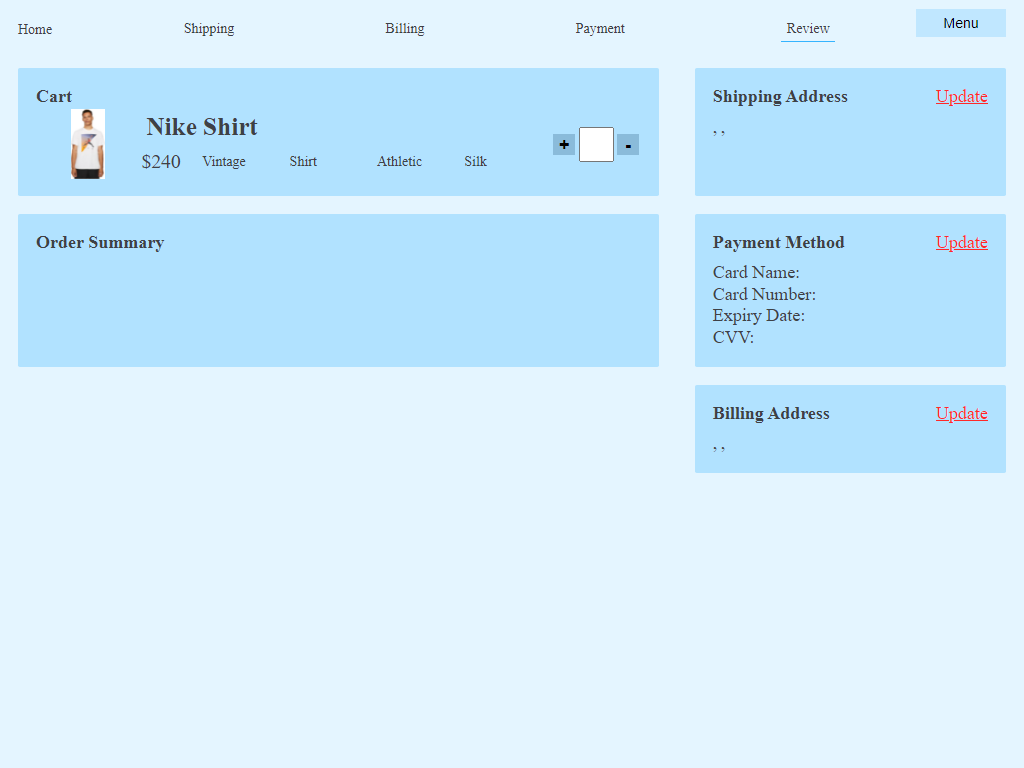 Home Shipping Billing Payment Review Menu
Cart
Nike Shirt
$240 Vintage Shirt Athletic Silk
+ -
Order Summary
Shipping Address Update
, ,
Payment Method Update
Card Name:
Card Number:
Expiry Date:
CVV:
Billing Address Update
, ,